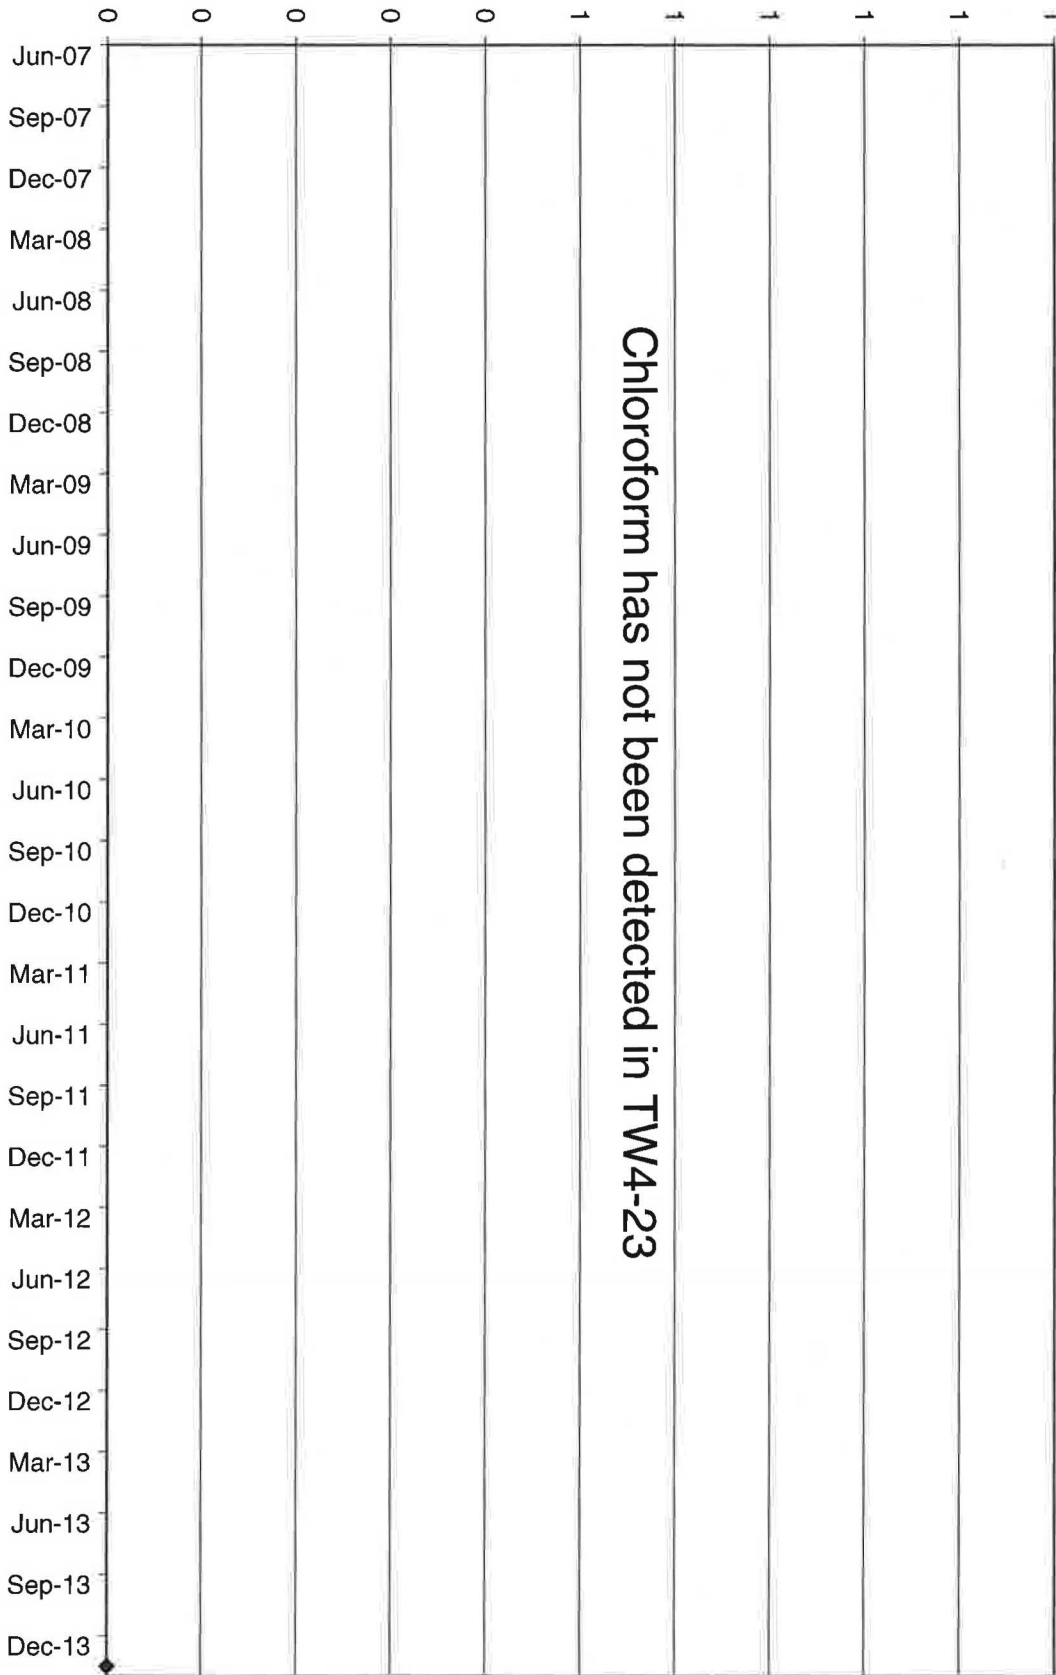 0
0
0
0
0
1
1
1
1
1
1
Jun-07
Sep-07
Dec-07
Mar-08
Jun-08
Sep-08
Dec-08
Mar-09
Jun-09
Sep-09
Dec-09
Mar-10
Jun-10
Sep-10
Dec-10
Mar-11
Jun-11
Sep-11
Dec-11
Mar-12
Jun-12
Sep-12
Dec-12
Mar-13
Jun-13
Sep-13
Dec-13
Chloroform has not been detected in TW4-23